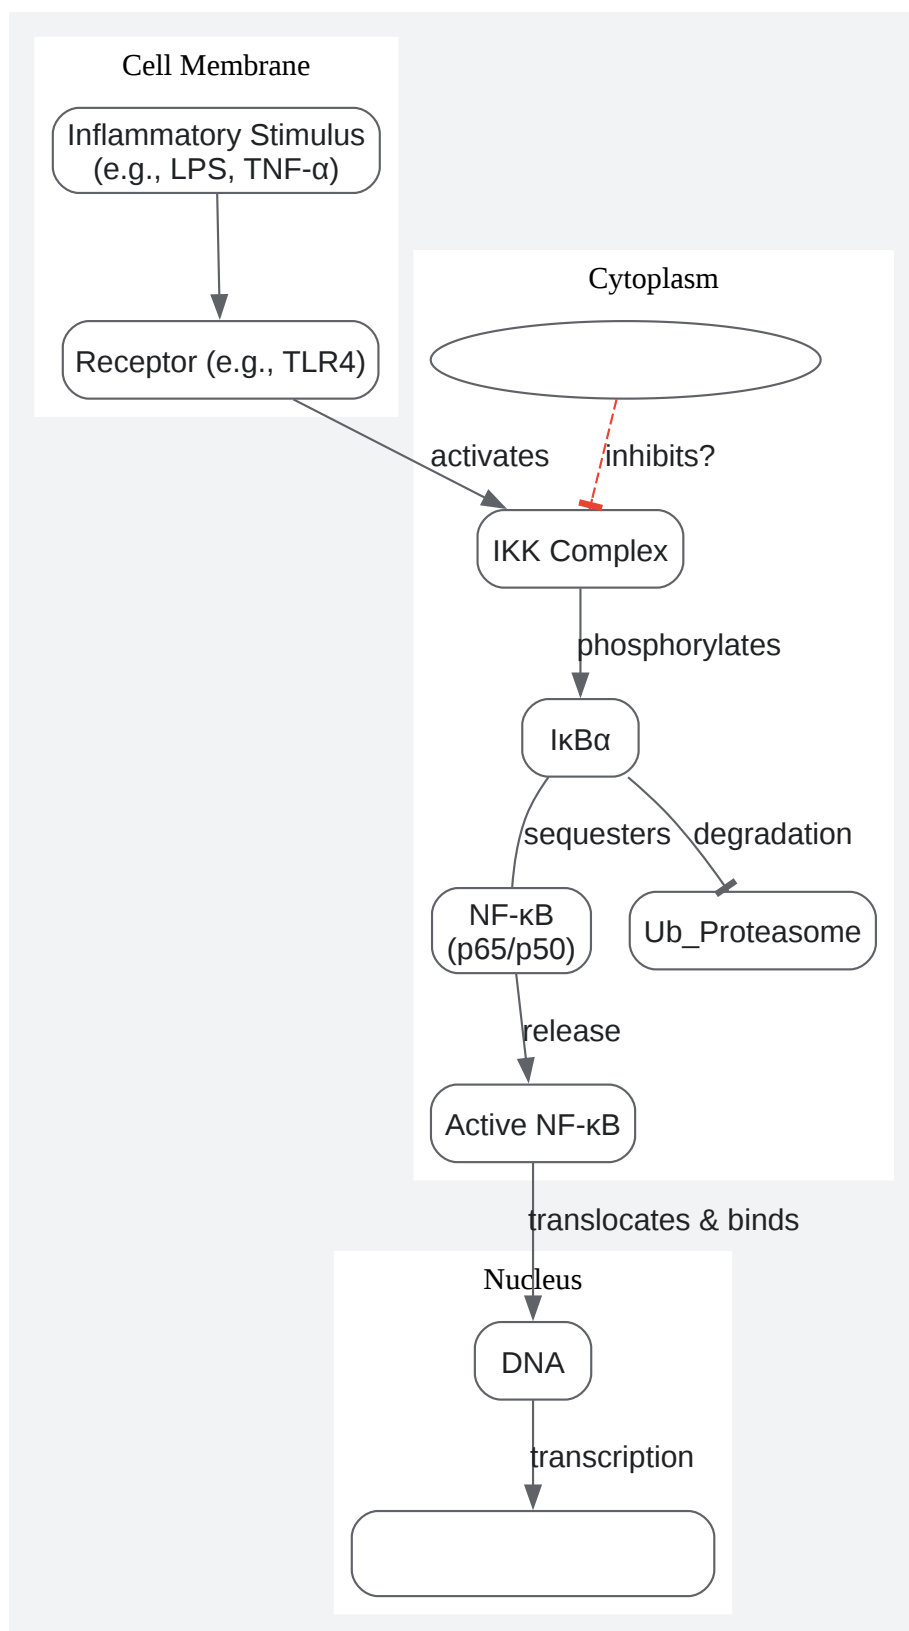 Cell Membrane
Inflammatory Stimulus
(e.g., LPS, TNF-α)
Receptor (e.g., TLR4)
Cytoplasm
activates
inhibits?
IKK Complex
phosphorylates
IκBα
sequesters
degradation
NF-κB
(p65/p50)
Ub_Proteasome
release
Active NF-κB
translocates & binds
Nucleus
DNA
transcription